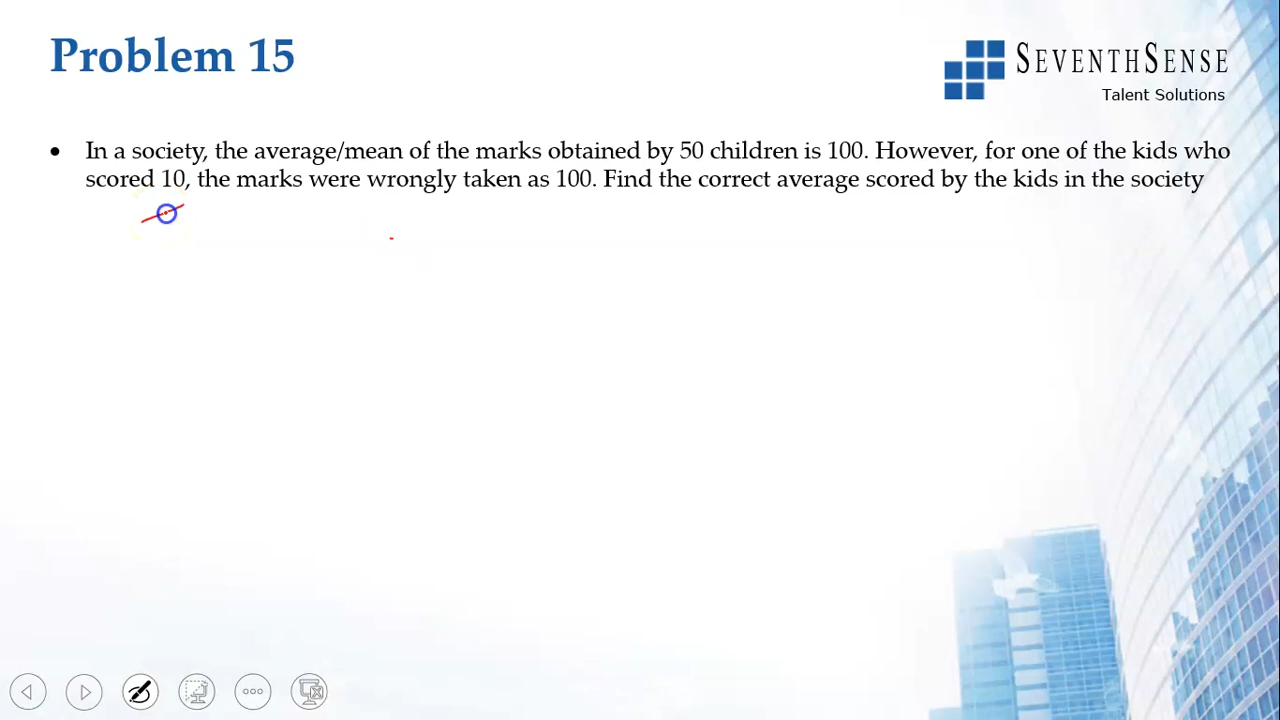 Problem 15
SEVENTHSENSE
Talent Solutions
• In a society, the average/mean of the marks obtained by 50 children is 100. However, for one of the kids who
scored 10, the marks were wrongly taken as 100. Find the correct average scored by the kids in the society